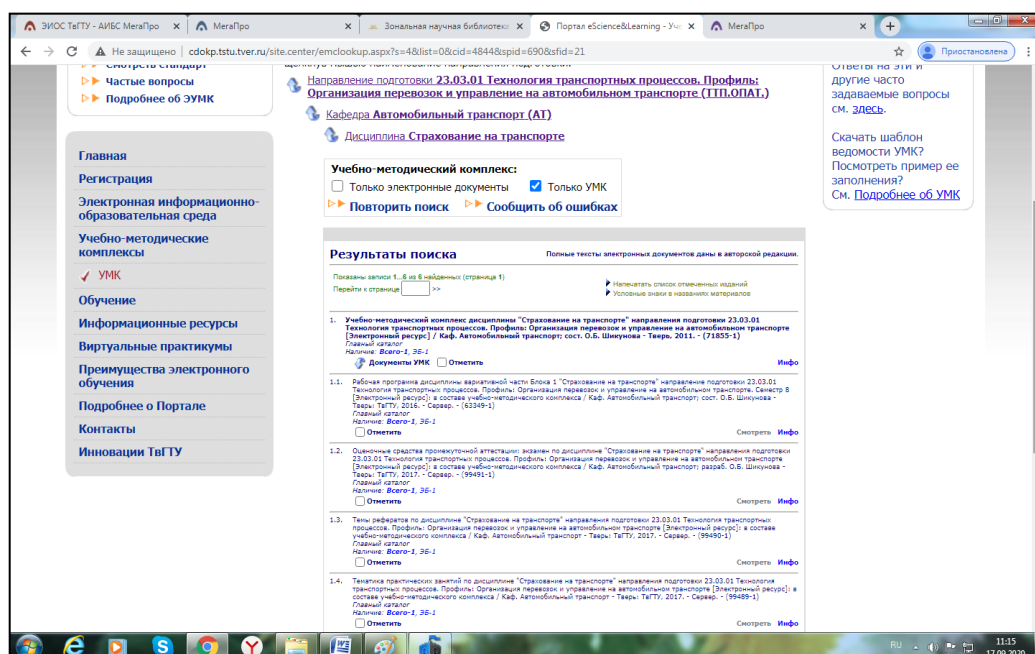 ЭИОС ТвГТУ - АИБС МегаПро
МегаПро
Зональная научная библиотека
Портал eScience&Learning - Уче
МегаПро
Не защищено | cdokp.tstu.tver.ru/site.center/emclookup.aspx?s=4&list=0&cid=4844&spid=690&sfid=21
Приостановлена
Смотреть стандарт
Частые вопросы
Подробнее об ЭУМК
Главная
Регистрация
Электронная информационно-
образовательная среда
Учебно-методические
комплексы
УМК
Обучение
Информационные ресурсы
Виртуальные практикумы
Преимущества электронного
обучения
Подробнее о Портале
Контакты
Инновации ТвГТУ
Направление подготовки 23.03.01 Технология транспортных процессов. Профиль:
Организация перевозок и управление на автомобильном транспорте (ТТП.ОПАТ.)
Кафедра Автомобильный транспорт (АТ)
Дисциплина Страхование на транспорте
Учебно-методический комплекс:
Только электронные документы Только УМК
Повторить поиск Сообщить об ошибках
Результаты поиска Полные тексты электронных документов даны в авторской редакции.
Показаны записи 1...6 из 6 найденных (страница 1)
Перейти к странице >>
Напечатать список отмеченных изданий
Условные знаки в названиях материалов
1. Учебно-методический комплекс дисциплины "Страхование на транспорте" направления подготовки 23.03.01
Технология транспортных процессов. Профиль: Организация перевозок и управление на автомобильном транспорте
[Электронный ресурс] / Каф. Автомобильный транспорт; сост. О.Б. Шикунова - Тверь, 2011. - (71855-1)
Главный каталог
Наличие: Всего-1, ЭБ-1
Документы УМК Отметить Инфо
1.1. Рабочая программа дисциплины вариативной части Блока 1 "Страхование на транспорте" направление подготовки 23.03.01
Технология транспортных процессов. Профиль: Организация перевозок и управление на автомобильном транспорте. Семестр 8
[Электронный ресурс]: в составе учебно-методического комплекса / Каф. Автомобильный транспорт; сост. О.Б. Шикунова -
Тверь: ТвГТУ, 2016. - Сервер. - (63349-1)
Главный каталог
Наличие: Всего-1, ЭБ-1
Отметить Смотреть Инфо
1.2. Оценочные средства промежуточной аттестации: экзамен по дисциплине "Страхование на транспорте" направления подготовки
23.03.01 Технология транспортных процессов. Профиль: Организация перевозок и управление на автомобильном транспорте
[Электронный ресурс]: в составе учебно-методического комплекса / Каф. Автомобильный транспорт; разраб. О.Б. Шикунова -
Тверь: ТвГТУ, 2017. - Сервер. - (99491-1)
Главный каталог
Наличие: Всего-1, ЭБ-1
Отметить Смотреть Инфо
1.3. Темы рефератов по дисциплине "Страхование на транспорте" направления подготовки 23.03.01 Технология транспортных
процессов. Профиль: Организация перевозок и управление на автомобильном транспорте [Электронный ресурс]: в составе
учебно-методического комплекса / Каф. Автомобильный транспорт - Тверь: ТвГТУ, 2017. - Сервер. - (99490-1)
Главный каталог
Наличие: Всего-1, ЭБ-1
Отметить Смотреть Инфо
1.4. Тематика практических занятий по дисциплине "Страхование на транспорте" направления подготовки 23.03.01 Технология
транспортных процессов. Профиль: Организация перевозок и управление на автомобильном транспорте [Электронный ресурс]: в
составе учебно-методического комплекса / Каф. Автомобильный транспорт - Тверь: ТвГТУ, 2017. - Сервер. - (99489-1)
Главный каталог
Наличие: Всего-1, ЭБ-1
Отметить Смотреть Инфо
Ответы на эти и
другие часто
задаваемые вопросы
см. здесь.
Скачать шаблон
ведомости УМК?
Посмотреть пример ее
заполнения?
См. Подробнее об УМК
RU
11:15
17.09.2020